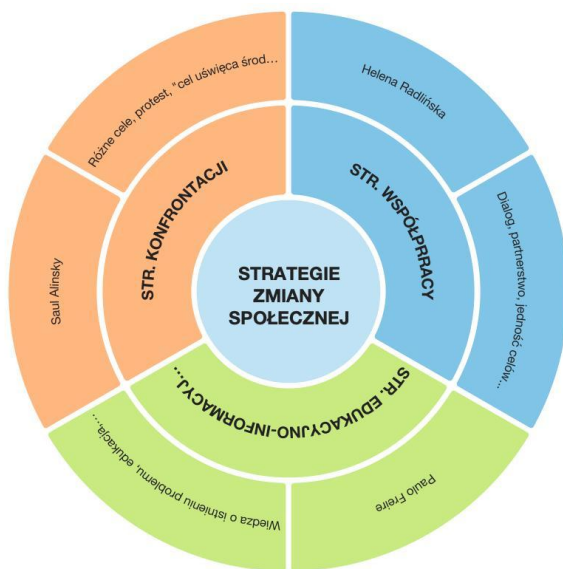 STRATEGIE
ZMIANY
SPOŁECZNEJ
STR. WSPÓŁPRRACY
Helena Radlińska
Dialog, partnerstwo, jedność celów...
STR. EDUKACYJNO-INFORMACYJ...
Paulo Freire
Wiedza o istnieniu problemu, edukacja,...
STR. KONFRONTACJI
Saul Alinsky
Różne cele, protest, "cel uświęca środ...